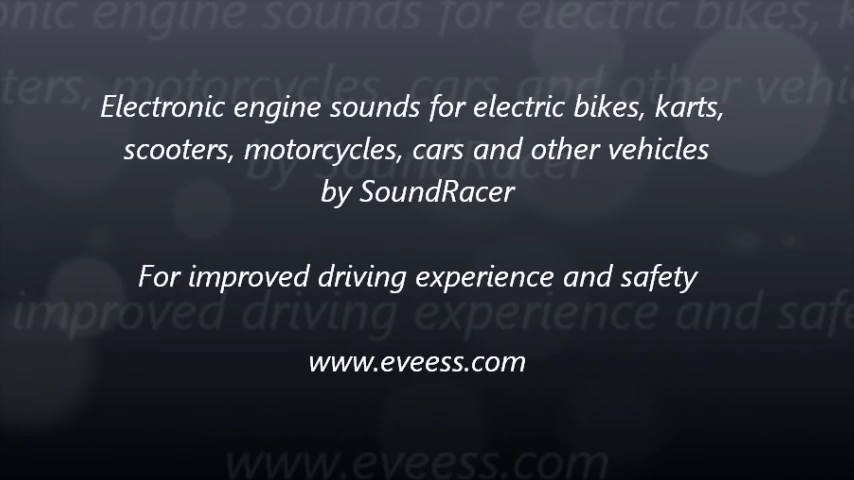 Electronic engine sounds for electric bikes, karts,
scooters, motorcycles, cars and other vehicles
by SoundRacer
For improved driving experience and safety
www.eveess.com